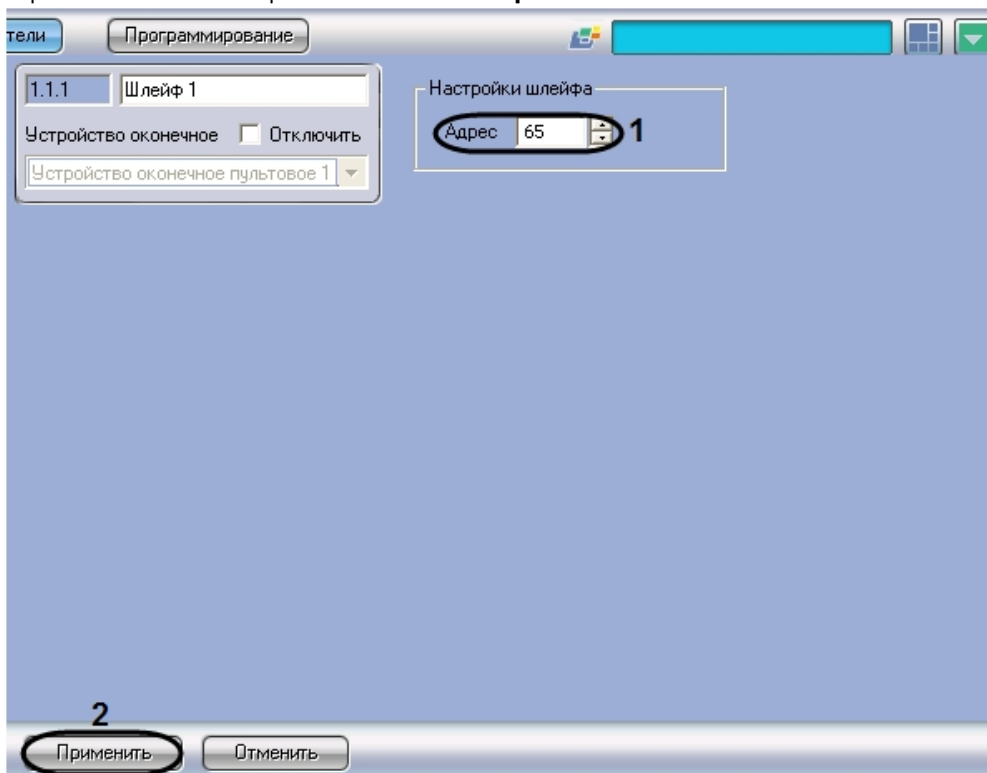 тели Программирование
1.1.1 Шлейф 1
Устройство оконечное Отключить
Устройство оконечное пультовое 1
Настройки шлейфа
Адрес 65 1
2
Применить Отменить